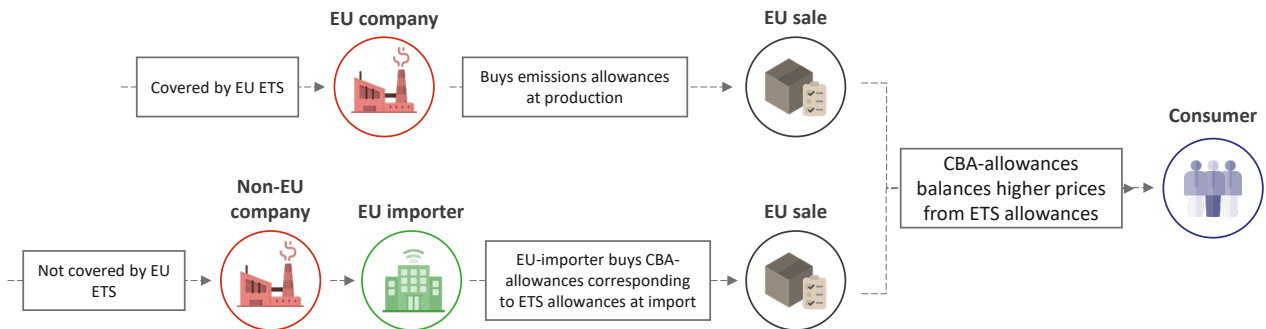 EU company
EU sale
Covered by EU ETS
Buys emissions allowances
at production
Consumer
CBA-allowances
balances higher prices
from ETS allowances
Non-EU
company
EU importer
EU sale
Not covered by EU
ETS
EU-importer buys CBA-
allowances corresponding
to ETS allowances at import